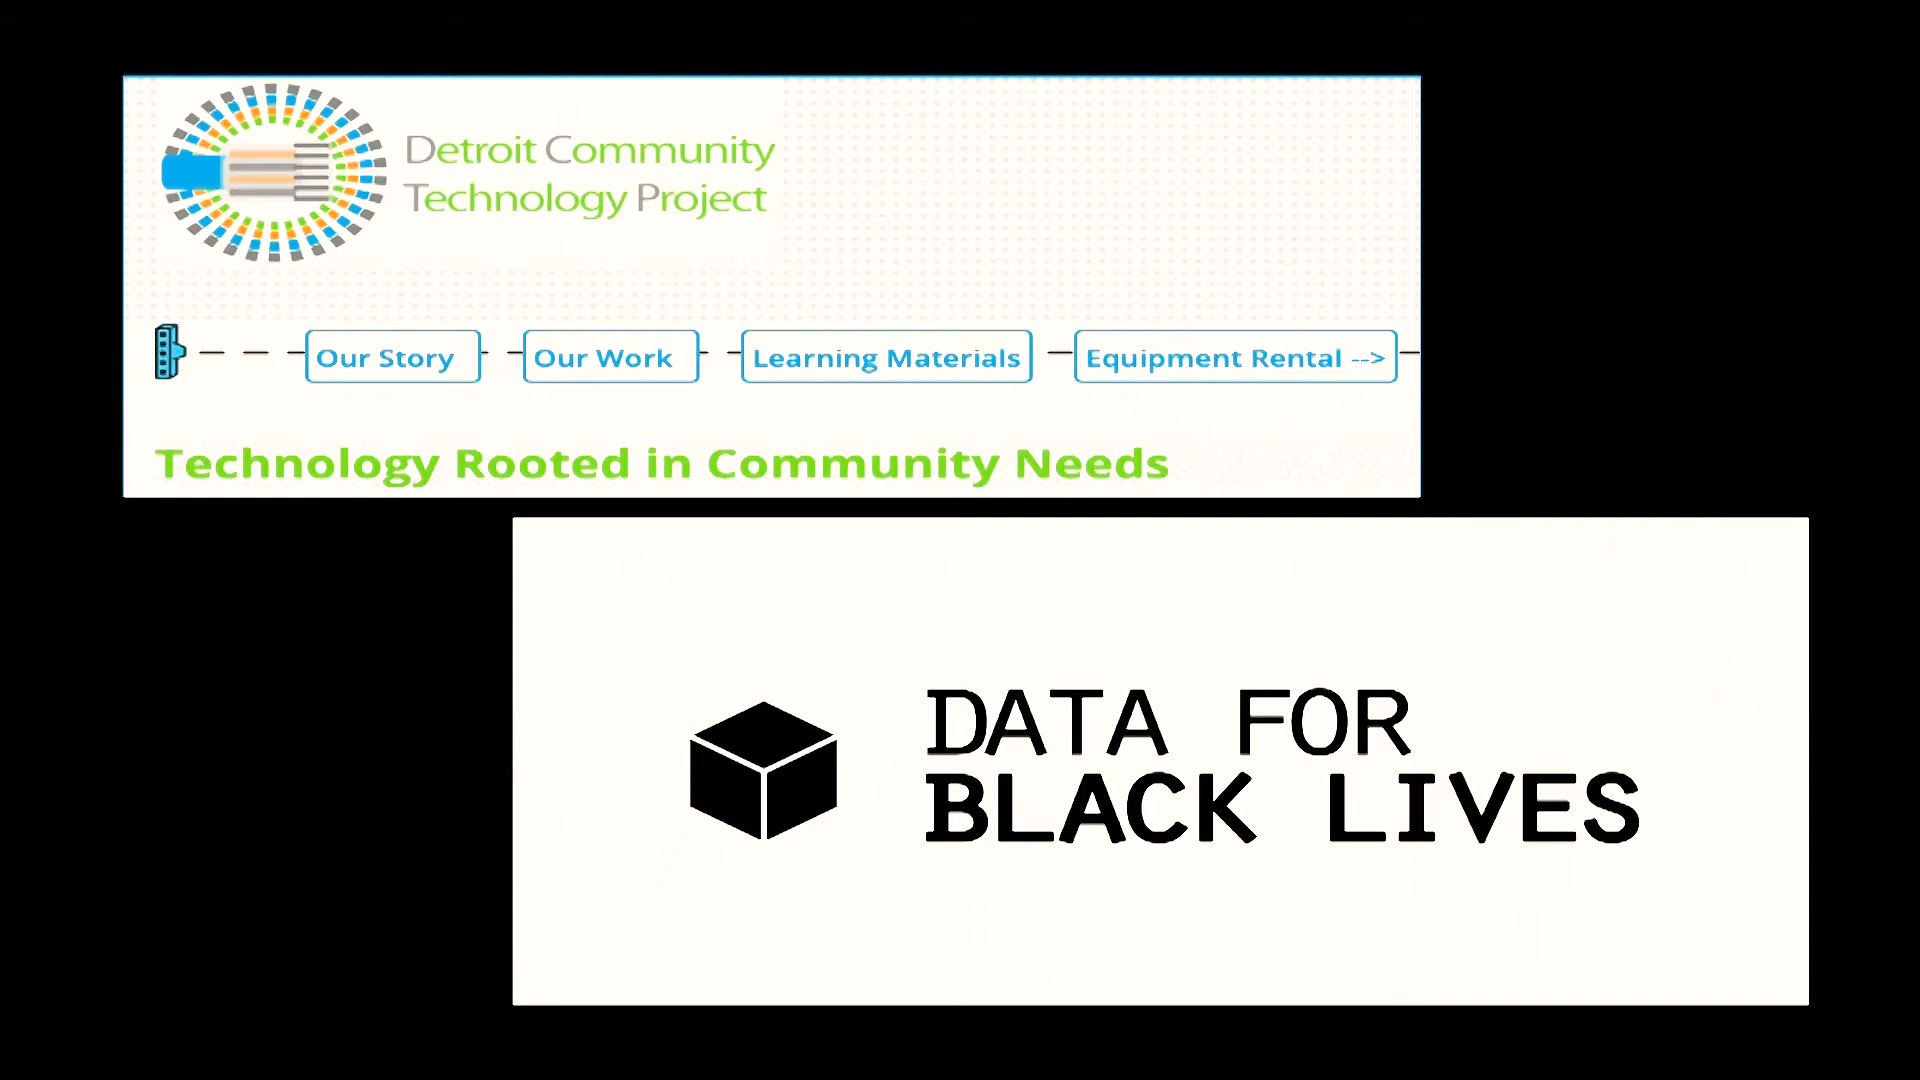 Detroit Community
Technology Project
Our Story
Our Work
Learning Materials
Equipment Rental -->
Technology Rooted in Community Needs
DATA FOR
BLACK LIVES